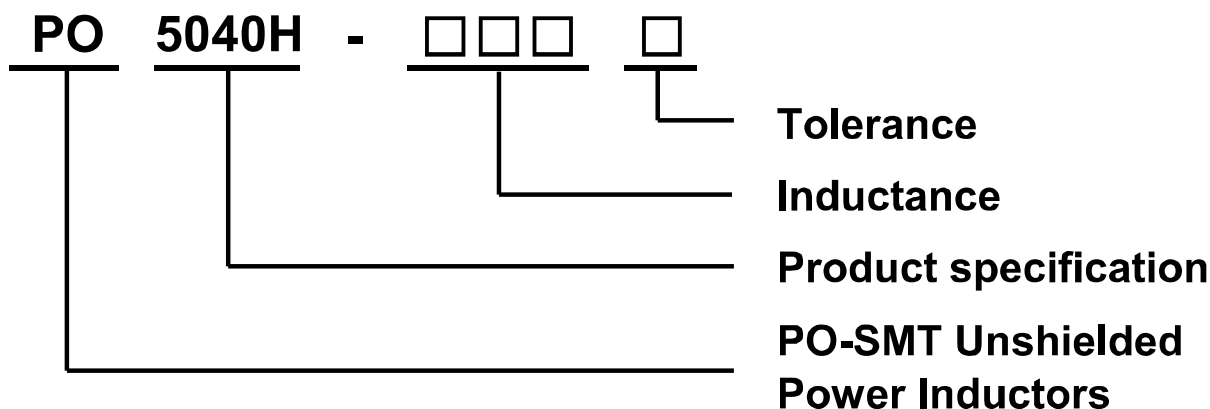 PO 5040H - □□□ □
Tolerance
Inductance
Product specification
PO-SMT Unshielded
Power Inductors